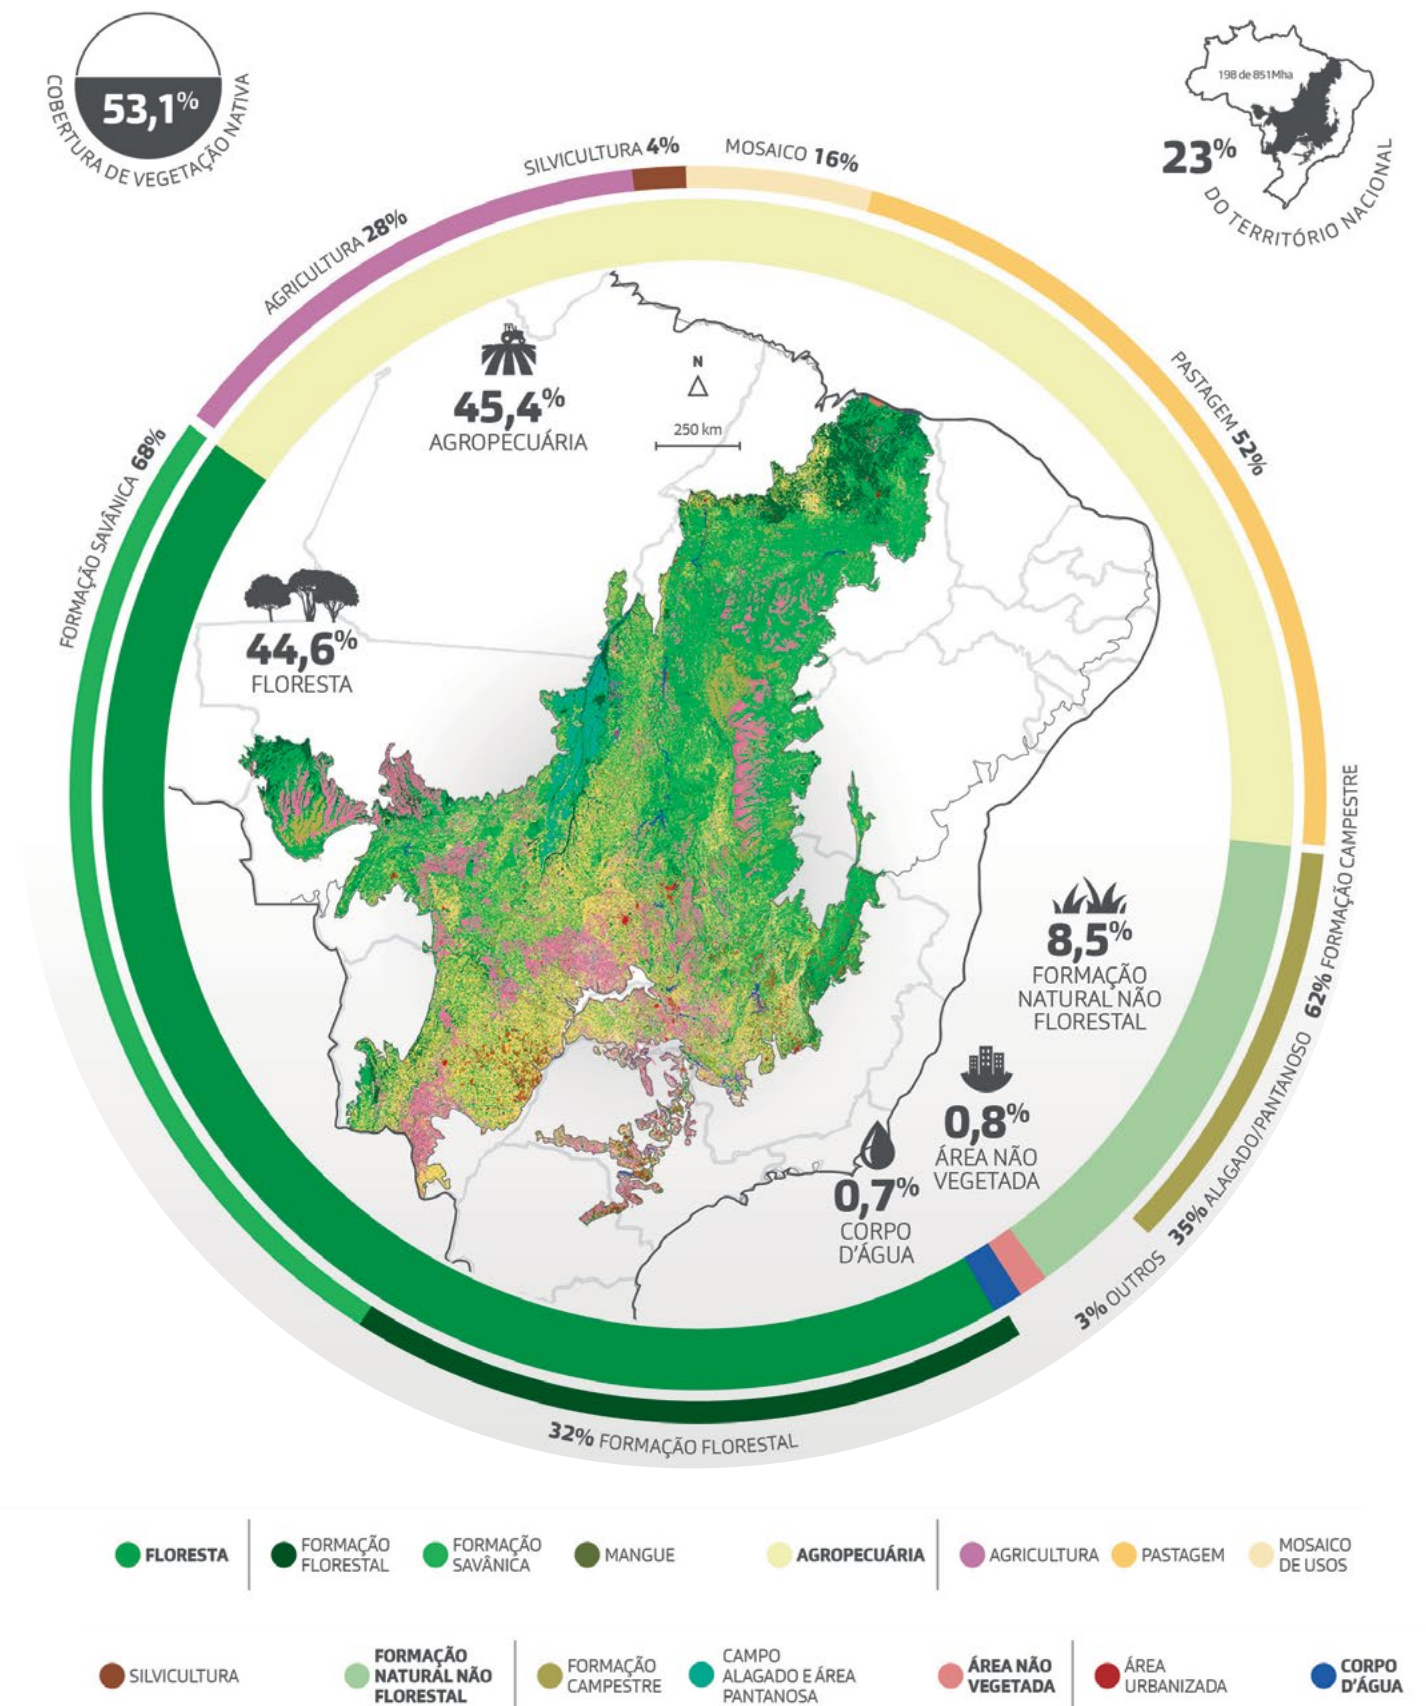 53,1%
COBERTURA DE VEGETAÇÃO NATIVA
198 de 851Mha
23%
DO TERRITÓRIO NACIONAL
SILVICULTURA 4%
MOSAICO 16%
AGRICULTURA 28%
PASTAGEM 52%
FORMAÇÃO SAVÂNICA 68%
45,4%
AGROPECUÁRIA
N
250 km
44,6%
FLORESTA
8,5%
FORMAÇÃO
NATURAL NÃO
FLORESTAL
62% FORMAÇÃO CAMPESTRE
0,8%
ÁREA NÃO
VEGETADA
0,7%
CORPO
D'ÁGUA
35% ALAGADO/PANTANOSO
3% OUTROS
32% FORMAÇÃO FLORESTAL
FLORESTA
FORMAÇÃO
FLORESTAL
FORMAÇÃO
SAVÂNICA
MANGUE
AGROPECUÁRIA
AGRICULTURA
PASTAGEM
MOSAICO
DE USOS
SILVICULTURA
FORMAÇÃO
NATURAL NÃO
FLORESTAL
FORMAÇÃO
CAMPESTRE
CAMPO
ALAGADO E ÁREA
PANTANOSA
ÁREA NÃO
VEGETADA
ÁREA
URBANIZADA
CORPO
D'ÁGUA